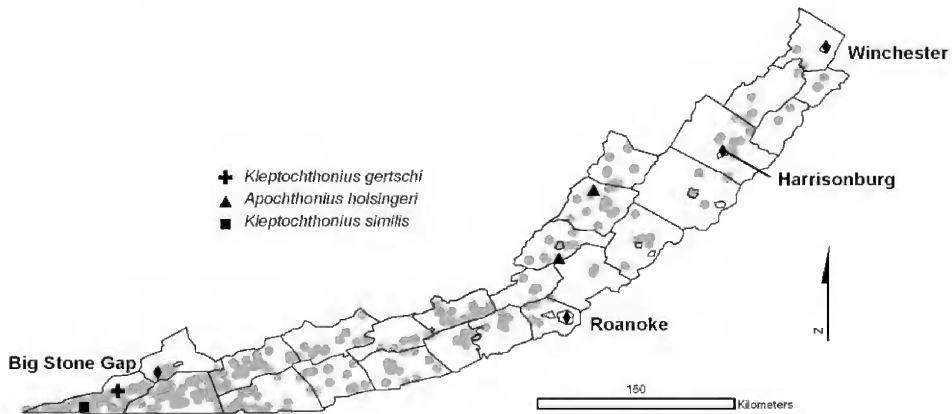 Winchester
Kleptochthonius gertschi
Apochthonius holsingeri
Kleptochthonius similis
Harrisonburg
Roanoke
Big Stone Gap
N
150
Kilometers